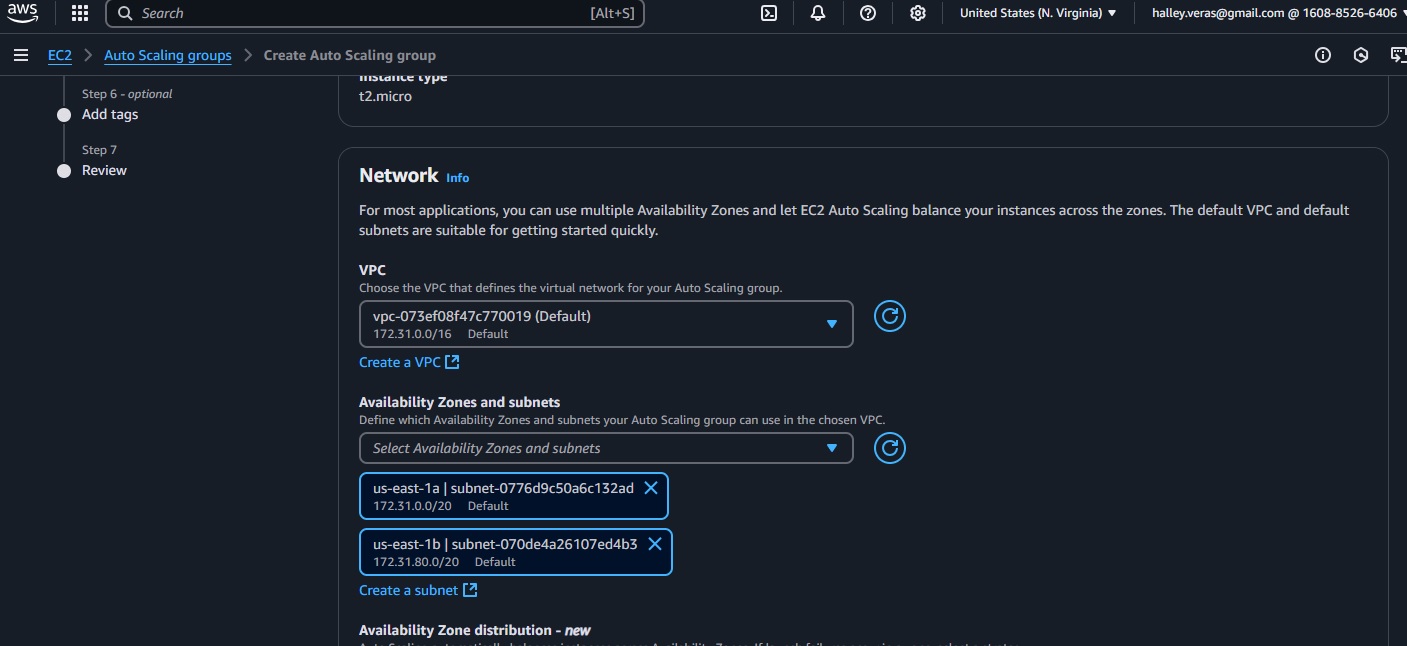 aws
Search [Alt+S]
United States (N. Virginia)
halley.veras@gmail.com @ 1608-8526-6406
EC2
Auto Scaling groups
Create Auto Scaling group
Step 6 - optional
Add tags
Step 7
Review
Instance type
t2.micro
Network Info
For most applications, you can use multiple Availability Zones and let EC2 Auto Scaling balance your instances across the zones. The default VPC and default
subnets are suitable for getting started quickly.
VPC
Choose the VPC that defines the virtual network for your Auto Scaling group.
vpc-073ef08f47c770019 (Default)
172.31.0.0/16 Default
Create a VPC
Availability Zones and subnets
Define which Availability Zones and subnets your Auto Scaling group can use in the chosen VPC.
Select Availability Zones and subnets
us-east-1a | subnet-0776d9c50a6c132ad
172.31.0.0/20 Default
us-east-1b | subnet-070de4a26107ed4b3
172.31.80.0/20 Default
Create a subnet
Availability Zone distribution - new